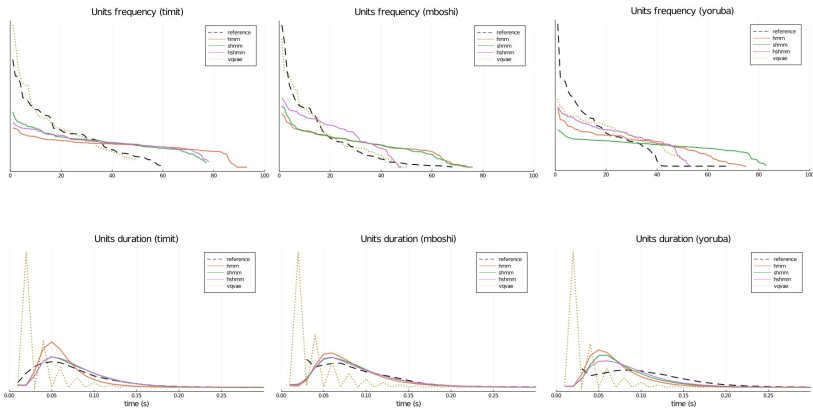 Units frequency (timit)
reference
hmm
shmm
hshmm
vqvae
0 20 40 60 80 100
Units frequency (mboshi)
reference
hmm
shmm
hshmm
vqvae
0 20 40 60 80 100
Units frequency (yoruba)
reference
hmm
shmm
hshmm
vqvae
0 20 40 60 80 100
Units duration (timit)
reference
hmm
shmm
hshmm
vqvae
0.00 0.05 0.10 0.15 0.20 0.25
time (s)
Units duration (mboshi)
reference
hmm
shmm
hshmm
vqvae
0.00 0.05 0.10 0.15 0.20 0.25
time (s)
Units duration (yoruba)
reference
hmm
shmm
hshmm
vqvae
0.00 0.05 0.10 0.15 0.20 0.25
time (s)